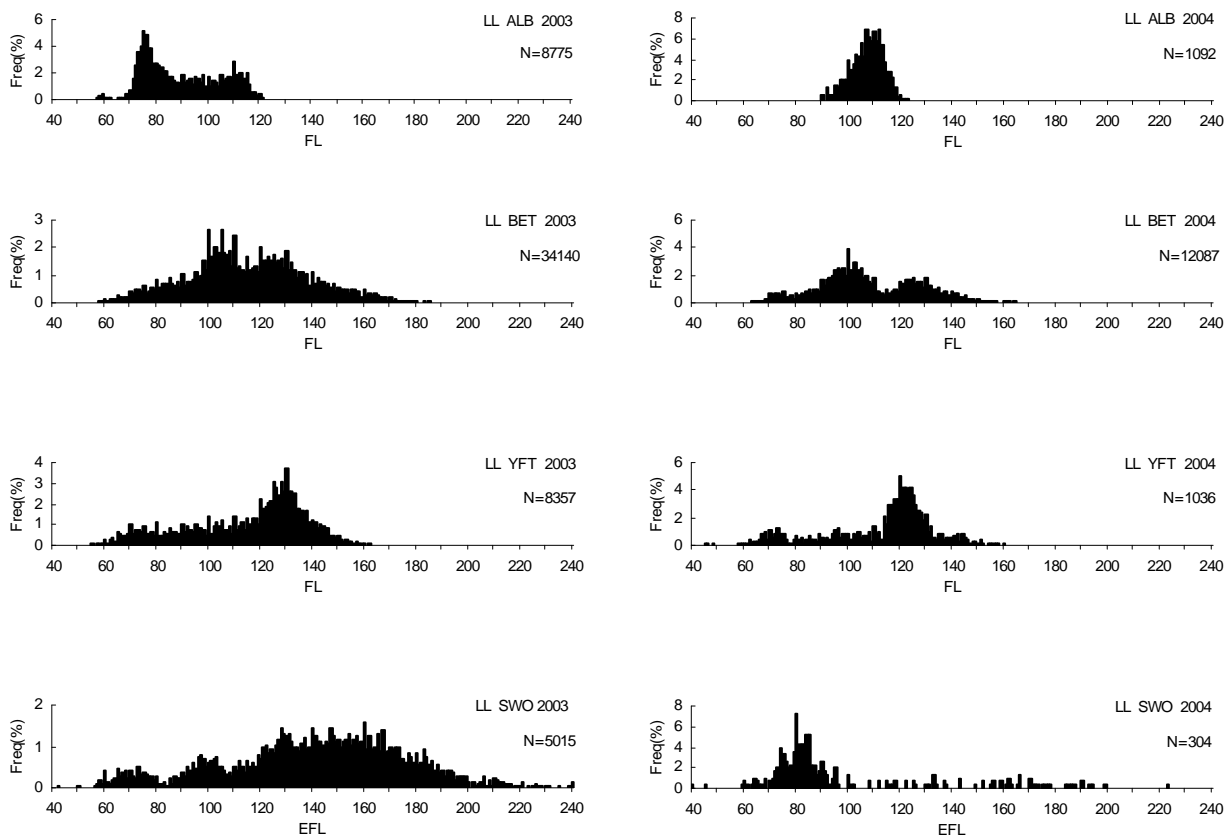 LL ALB 2003
N=8775
Freq(%)
6
4
2
0
40 60 80 100 120 140 160 180 200 220 240
FL
LL ALB 2004
N=1092
Freq(%)
8
6
4
2
0
40 60 80 100 120 140 160 180 200 220 240
FL
LL BET 2003
N=34140
Freq(%)
3
2
1
0
40 60 80 100 120 140 160 180 200 220 240
FL
LL BET 2004
N=12087
Freq(%)
6
4
2
0
40 60 80 100 120 140 160 180 200 220 240
FL
LL YFT 2003
N=8357
Freq(%)
4
3
2
1
0
40 60 80 100 120 140 160 180 200 220 240
FL
LL YFT 2004
N=1036
Freq(%)
6
4
2
0
40 60 80 100 120 140 160 180 200 220 240
FL
LL SWO 2003
N=5015
Freq(%)
2
1
0
40 60 80 100 120 140 160 180 200 220 240
EFL
LL SWO 2004
N=304
Freq(%)
8
6
4
2
0
40 60 80 100 120 140 160 180 200 220 240
EFL